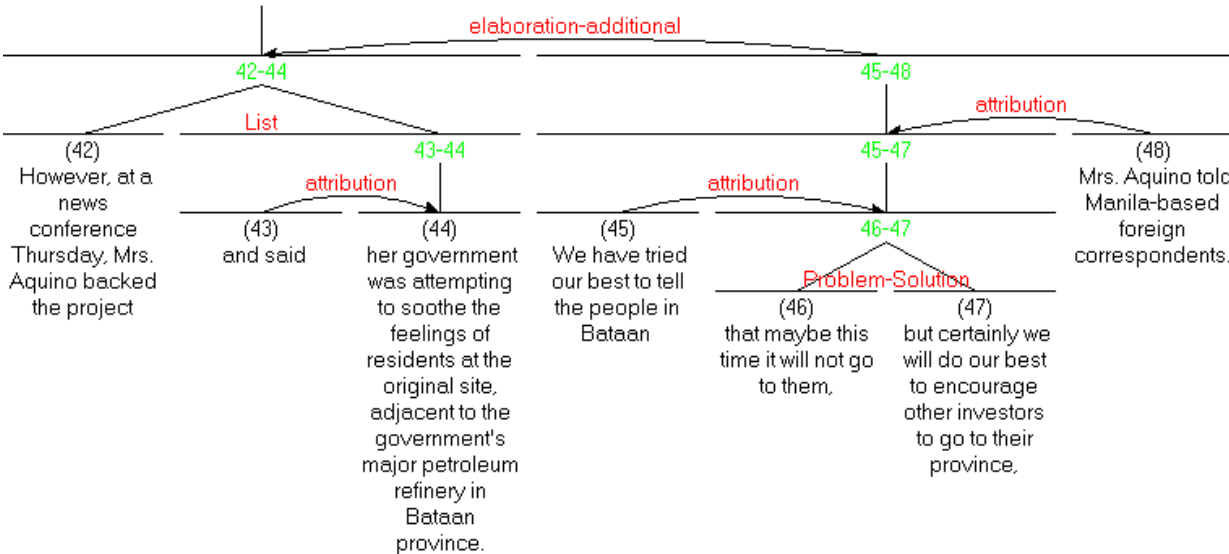 elaboration-additional
42-44
45-48
List
attribution
(42)
However, at a
news
conference
Thursday, Mrs.
Aquino backed
the project
43-44
45-47
(48)
Mrs. Aquino told
Manila-based
foreign
correspondents.
attribution
attribution
(43)
and said
(44)
her government
was attempting
to soothe the
feelings of
residents at the
original site,
adjacent to the
government's
major petroleum
refinery in
Bataan
province.
(45)
We have tried
our best to tell
the people in
Bataan
46-47
Problem-Solution
(46)
that maybe this
time it will not go
to them,
(47)
but certainly we
will do our best
to encourage
other investors
to go to their
province,